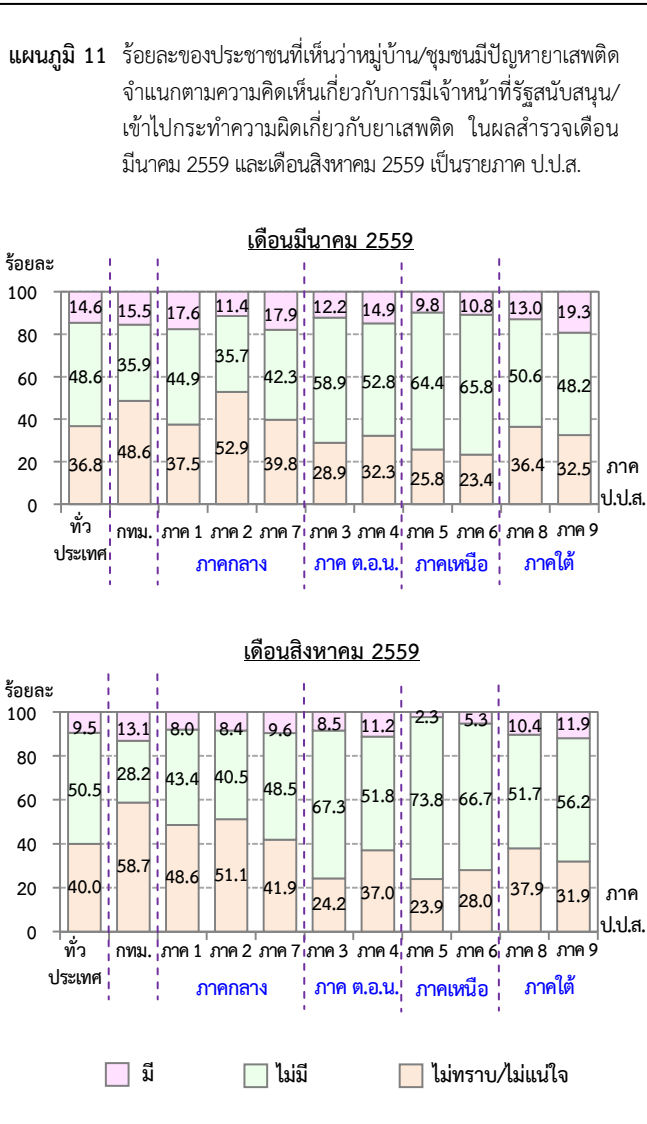 แผนภูมิ 11 ร้อยละของประชาชนที่เห็นว่าหมู่บ้าน/ชุมชนมีปัญหายาเสพติด
จำแนกตามความคิดเห็นเกี่ยวกับการมีเจ้าหน้าที่รัฐสนับสนุน/
เข้าไปกระทำความผิดเกี่ยวกับยาเสพติด ในผลสำรวจเดือน
มีนาคม 2559 และเดือนสิงหาคม 2559 เป็นรายภาค ป.ป.ส.
เดือนมีนาคม 2559
ร้อยละ
100
80
60
40
20
0
14.6 15.5 17.6 11.4 17.9 12.2 14.9 9.8 10.8 13.0 19.3
48.6 35.9 44.9 35.7 42.3 58.9 52.8 64.4 65.8 50.6 48.2
36.8 48.6 37.5 52.9 39.8 28.9 32.3 25.8 23.4 36.4 32.5
ภาค
ป.ป.ส.
ทั่ว กทม. ภาค 1 ภาค 2 ภาค 7 ภาค 3 ภาค 4 ภาค 5 ภาค 6 ภาค 8 ภาค 9
ประเทศ ภาคกลาง ภาค ต.อ.น. ภาคเหนือ ภาคใต้
เดือนสิงหาคม 2559
ร้อยละ
100
80
60
40
20
0
9.5 13.1 8.0 8.4 9.6 8.5 11.2 2.3 5.3 10.4 11.9
50.5 28.2 43.4 40.5 48.5 67.3 51.8 73.8 66.7 51.7 56.2
40.0 58.7 48.6 51.1 41.9 24.2 37.0 23.9 28.0 37.9 31.9
ภาค
ป.ป.ส.
ทั่ว กทม. ภาค 1 ภาค 2 ภาค 7 ภาค 3 ภาค 4 ภาค 5 ภาค 6 ภาค 8 ภาค 9
ประเทศ ภาคกลาง ภาค ต.อ.น. ภาคเหนือ ภาคใต้
มี ไม่มี ไม่ทราบ/ไม่แน่ใจ